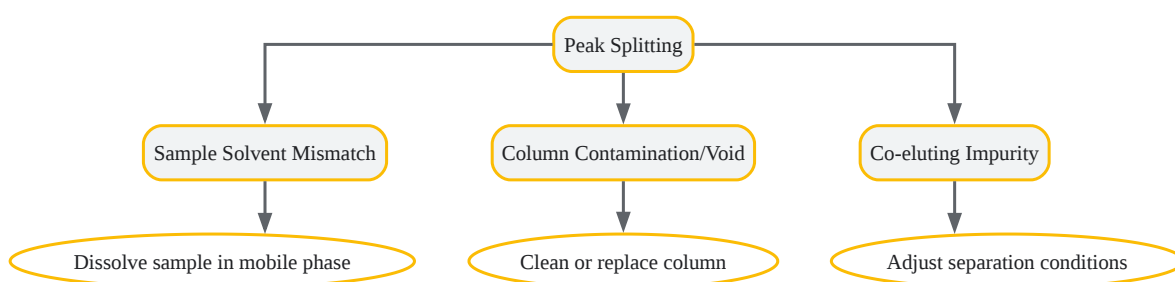 Peak Splitting
Sample Solvent Mismatch
Column Contamination/Void
Co-eluting Impurity
Dissolve sample in mobile phase
Clean or replace column
Adjust separation conditions